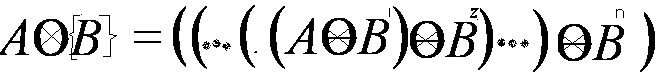 A⊖{B} = ((...( (A⊖B¹)⊖B²)...) ⊖Bⁿ )